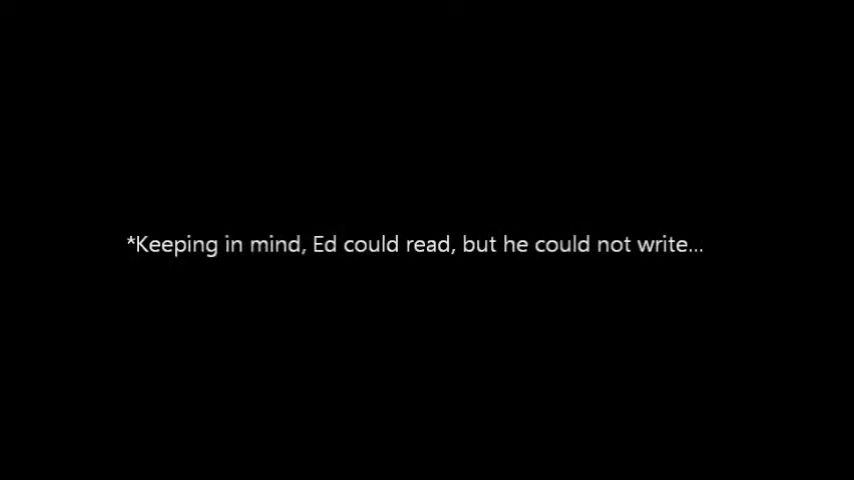 *Keeping in mind, Ed could read, but he could not write...